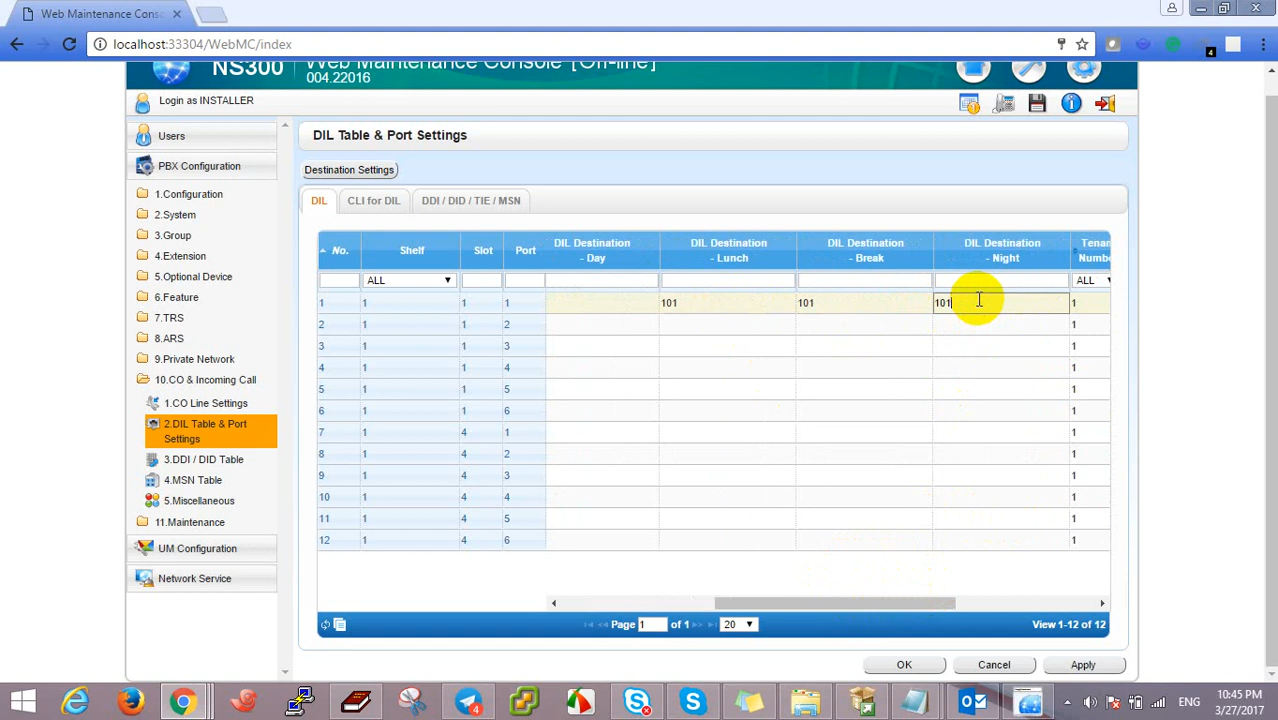 Web Maintenance Cons
localhost:33304/WebMC/index
4
NS300
Web Maintenance Console [On-line]
004.22016
Login as INSTALLER
Users
PBX Configuration
1.Configuration
2.System
3.Group
4.Extension
5.Optional Device
6.Feature
7.TRS
8.ARS
9.Private Network
10.CO & Incoming Call
1.CO Line Settings
2.DIL Table & Port
Settings
3.DDI / DID Table
4.MSN Table
5.Miscellaneous
11.Maintenance
UM Configuration
Network Service
DIL Table & Port Settings
Destination Settings
DIL
CLI for DIL
DDI / DID / TIE / MSN
No. Shelf Slot Port DIL Destination - Day DIL Destination - Lunch DIL Destination - Break DIL Destination - Night Tenan Numbe
ALL ALL
1 1 1 1 101 101 101 1
2 1 1 2 1
3 1 1 3 1
4 1 1 4 1
5 1 1 5 1
6 1 1 6 1
7 1 4 1 1
8 1 4 2 1
9 1 4 3 1
10 1 4 4 1
11 1 4 5 1
12 1 4 6 1
Page 1 of 1 20 View 1-12 of 12
OK Cancel Apply
4
ENG
10:45 PM
3/27/2017